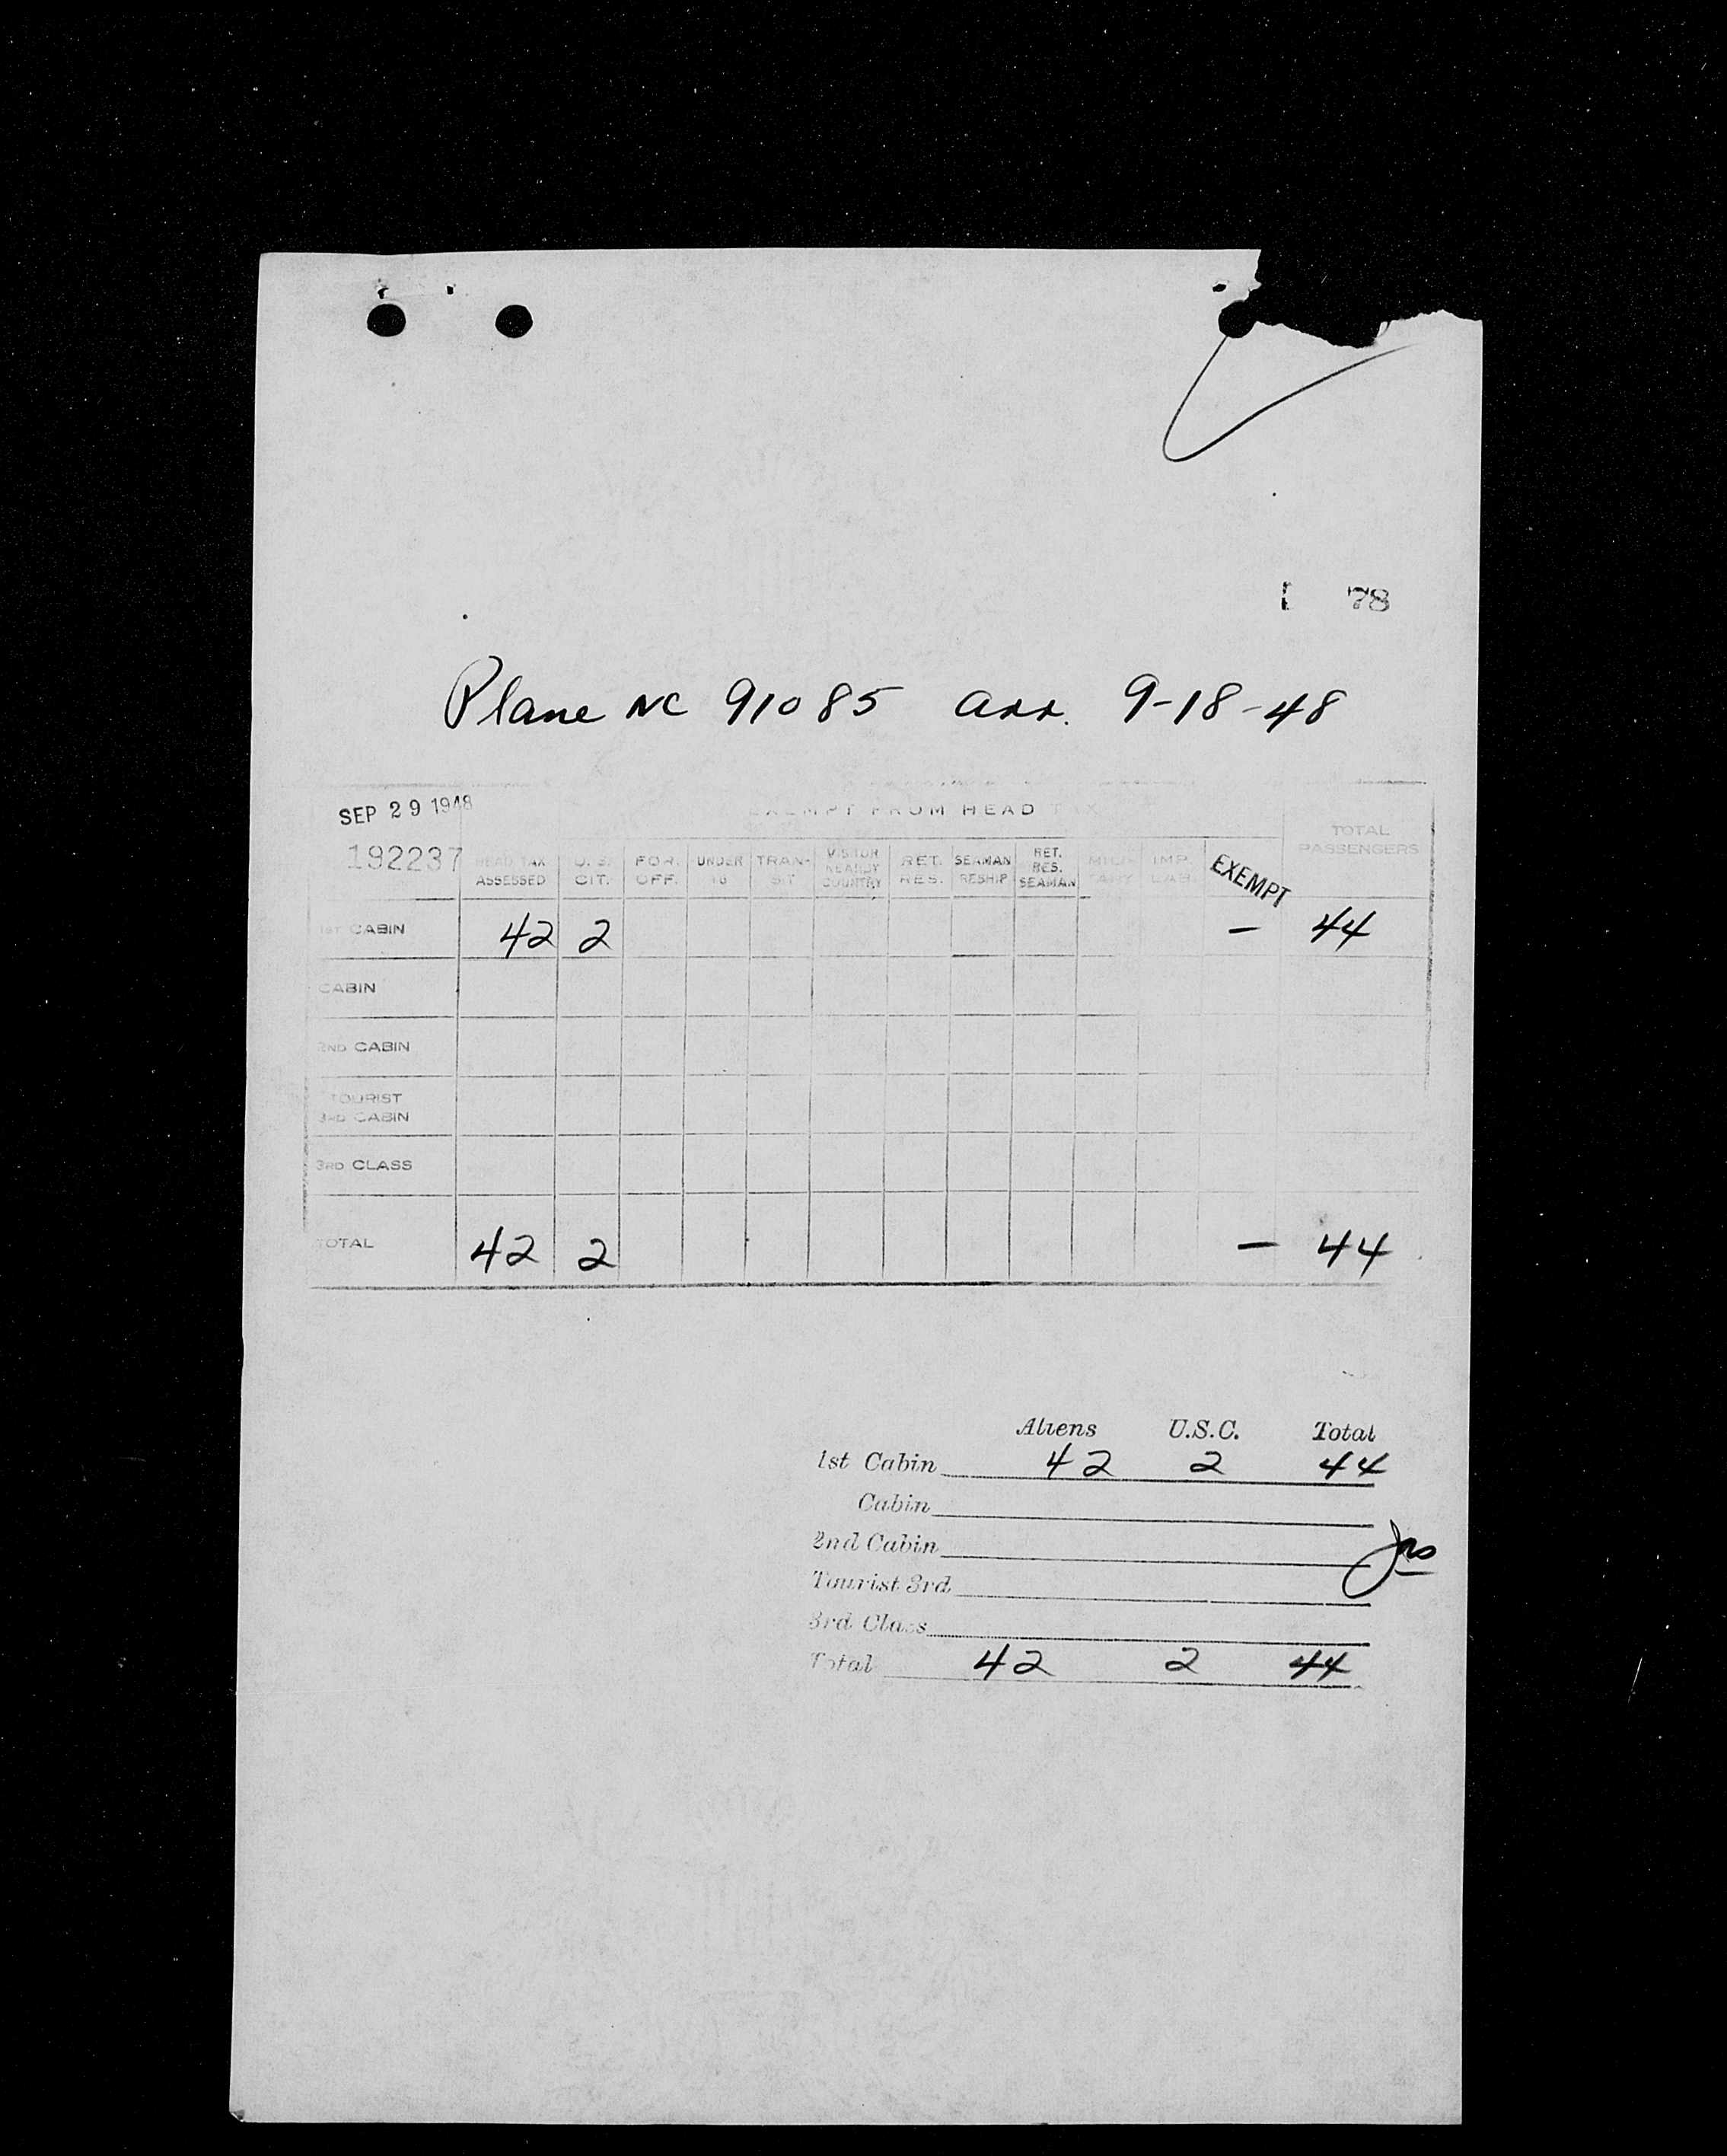 78
Plane NC 91085 arr. 9-18-48
SEP 29 1948
EXEMPT FROM HEAD TAX
192237
HEAD TAX ASSESSED U. S. CIT. FOR. OFF. UNDER 16 TRAN-SIT VISITOR NEARBY COUNTRY RET. RES. SEAMAN RESHIP RET. RES. SEAMAN EXEMPT TOTAL PASSENGERS
1ST CABIN 42 2 – 44
CABIN
2ND CABIN
TOURIST
3RD CABIN
3RD CLASS
TOTAL 42 2 – 44
Aliens U.S.C. Total
1st Cabin 42 2 44
Cabin
2nd Cabin
Tourist 3rd
3rd Class
Total 42 2 44